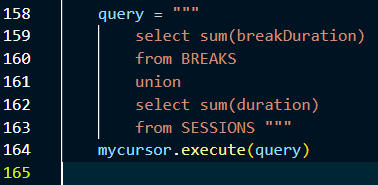 158 query = """
159 select sum(breakDuration)
160 from BREAKS
161 union
162 select sum(duration)
163 from SESSIONS """
164 mycursor.execute(query)
165